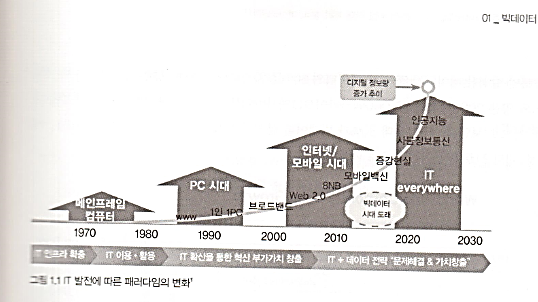 01 _ 빅데이터
디지털 정보량
증가 추이
인공지능
사물정보통신
증강현실
모바일백신
SNB
Web 2.0
브로드밴드
1인 1PC
www
메인프레임
컴퓨터
PC 시대
인터넷/
모바일 시대
IT
everywhere
빅데이터
시대 도래
1970
1980
1990
2002
2010
2020
2030
IT 인프라 확충
IT 이용·활용
IT 확산을 통한 혁신 부가가치 창출
IT + 데이터 전략 "문제해결 & 가치창출"
그림 1.1 IT 발전에 따른 패러다임의 변화¹